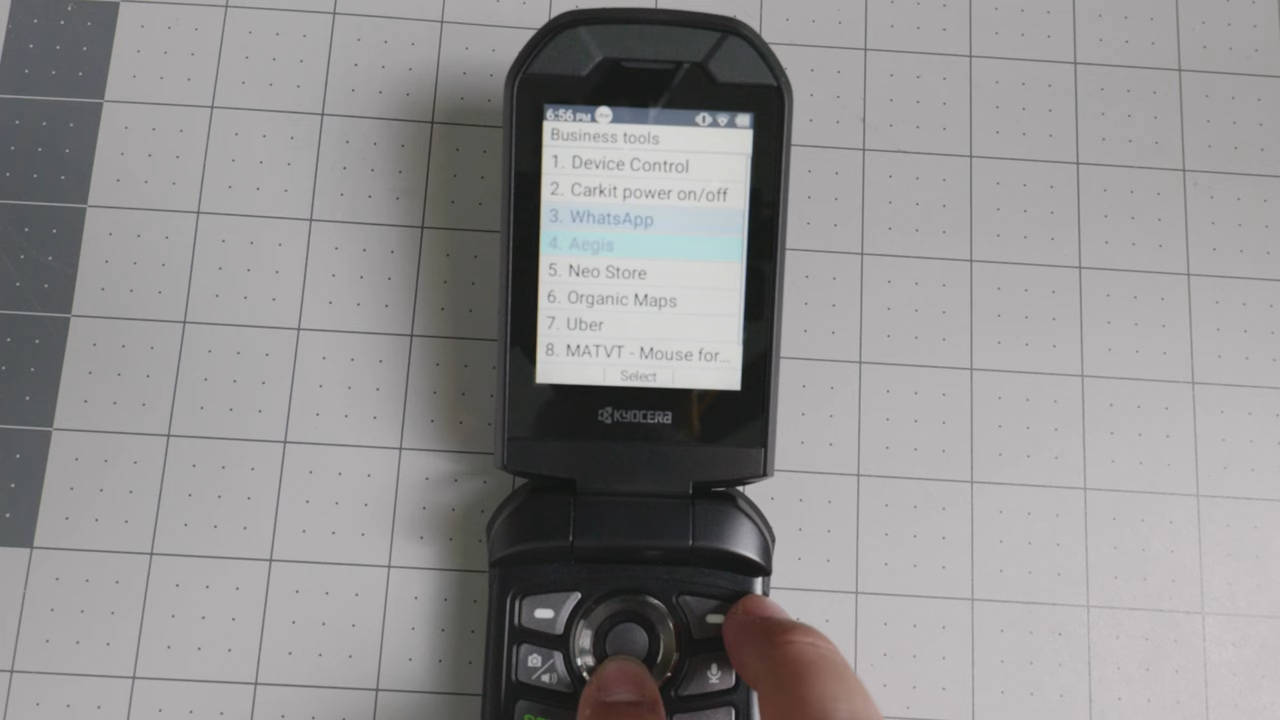 6:56 PM
Business tools
1. Device Control
2. Carkit power on/off
3. WhatsApp
4. Aegis
5. Neo Store
6. Organic Maps
7. Uber
8. MATVT - Mouse for...
Select
KYOCERA